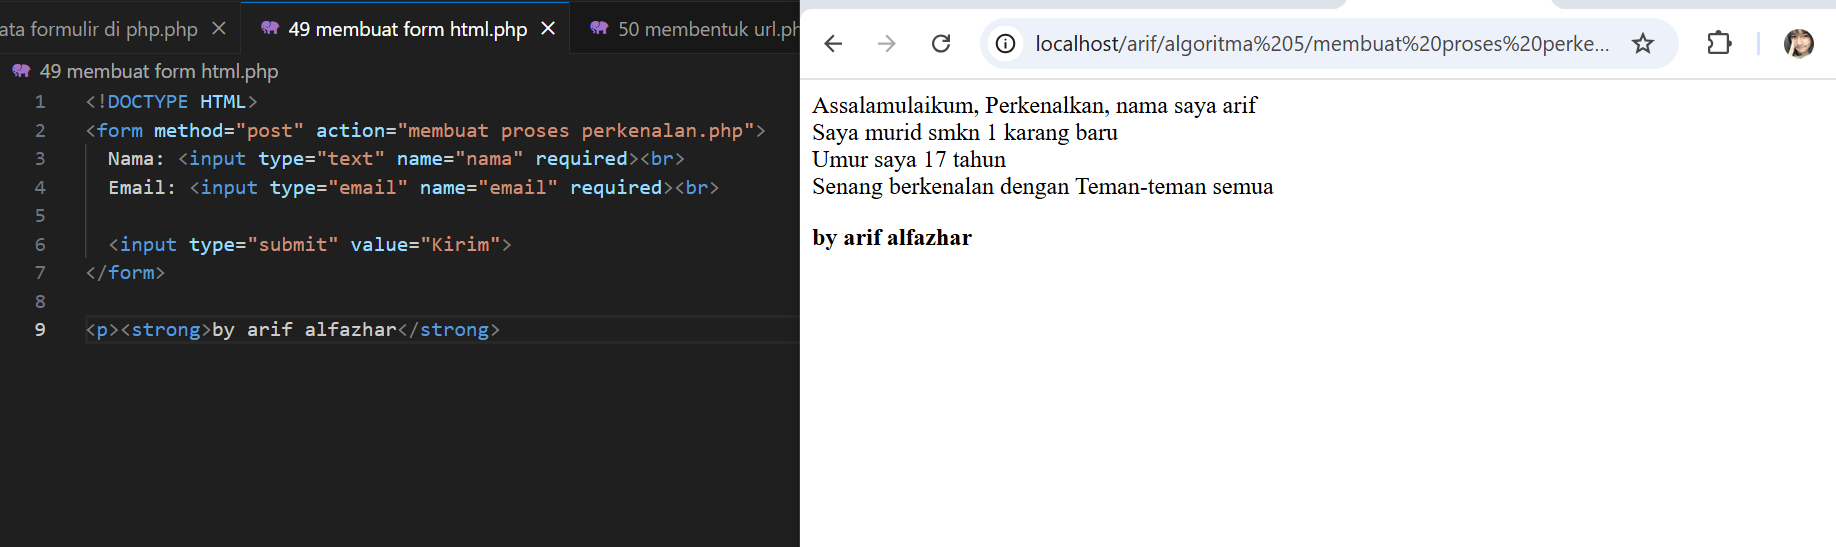 ata formulir di php.php
49 membuat form html.php
50 membentuk url.ph
49 membuat form html.php
1 <!DOCTYPE HTML>
2 <form method="post" action="membuat proses perkenalan.php">
3 Nama: <input type="text" name="nama" required><br>
4 Email: <input type="email" name="email" required><br>
5
6 <input type="submit" value="Kirim">
7 </form>
8
9 <p><strong>by arif alfazhar</strong>
localhost/arif/algoritma%205/membuat%20proses%20perke...
Assalamulaikum, Perkenalkan, nama saya arif
Saya murid smkn 1 karang baru
Umur saya 17 tahun
Senang berkenalan dengan Teman-teman semua
by arif alfazhar